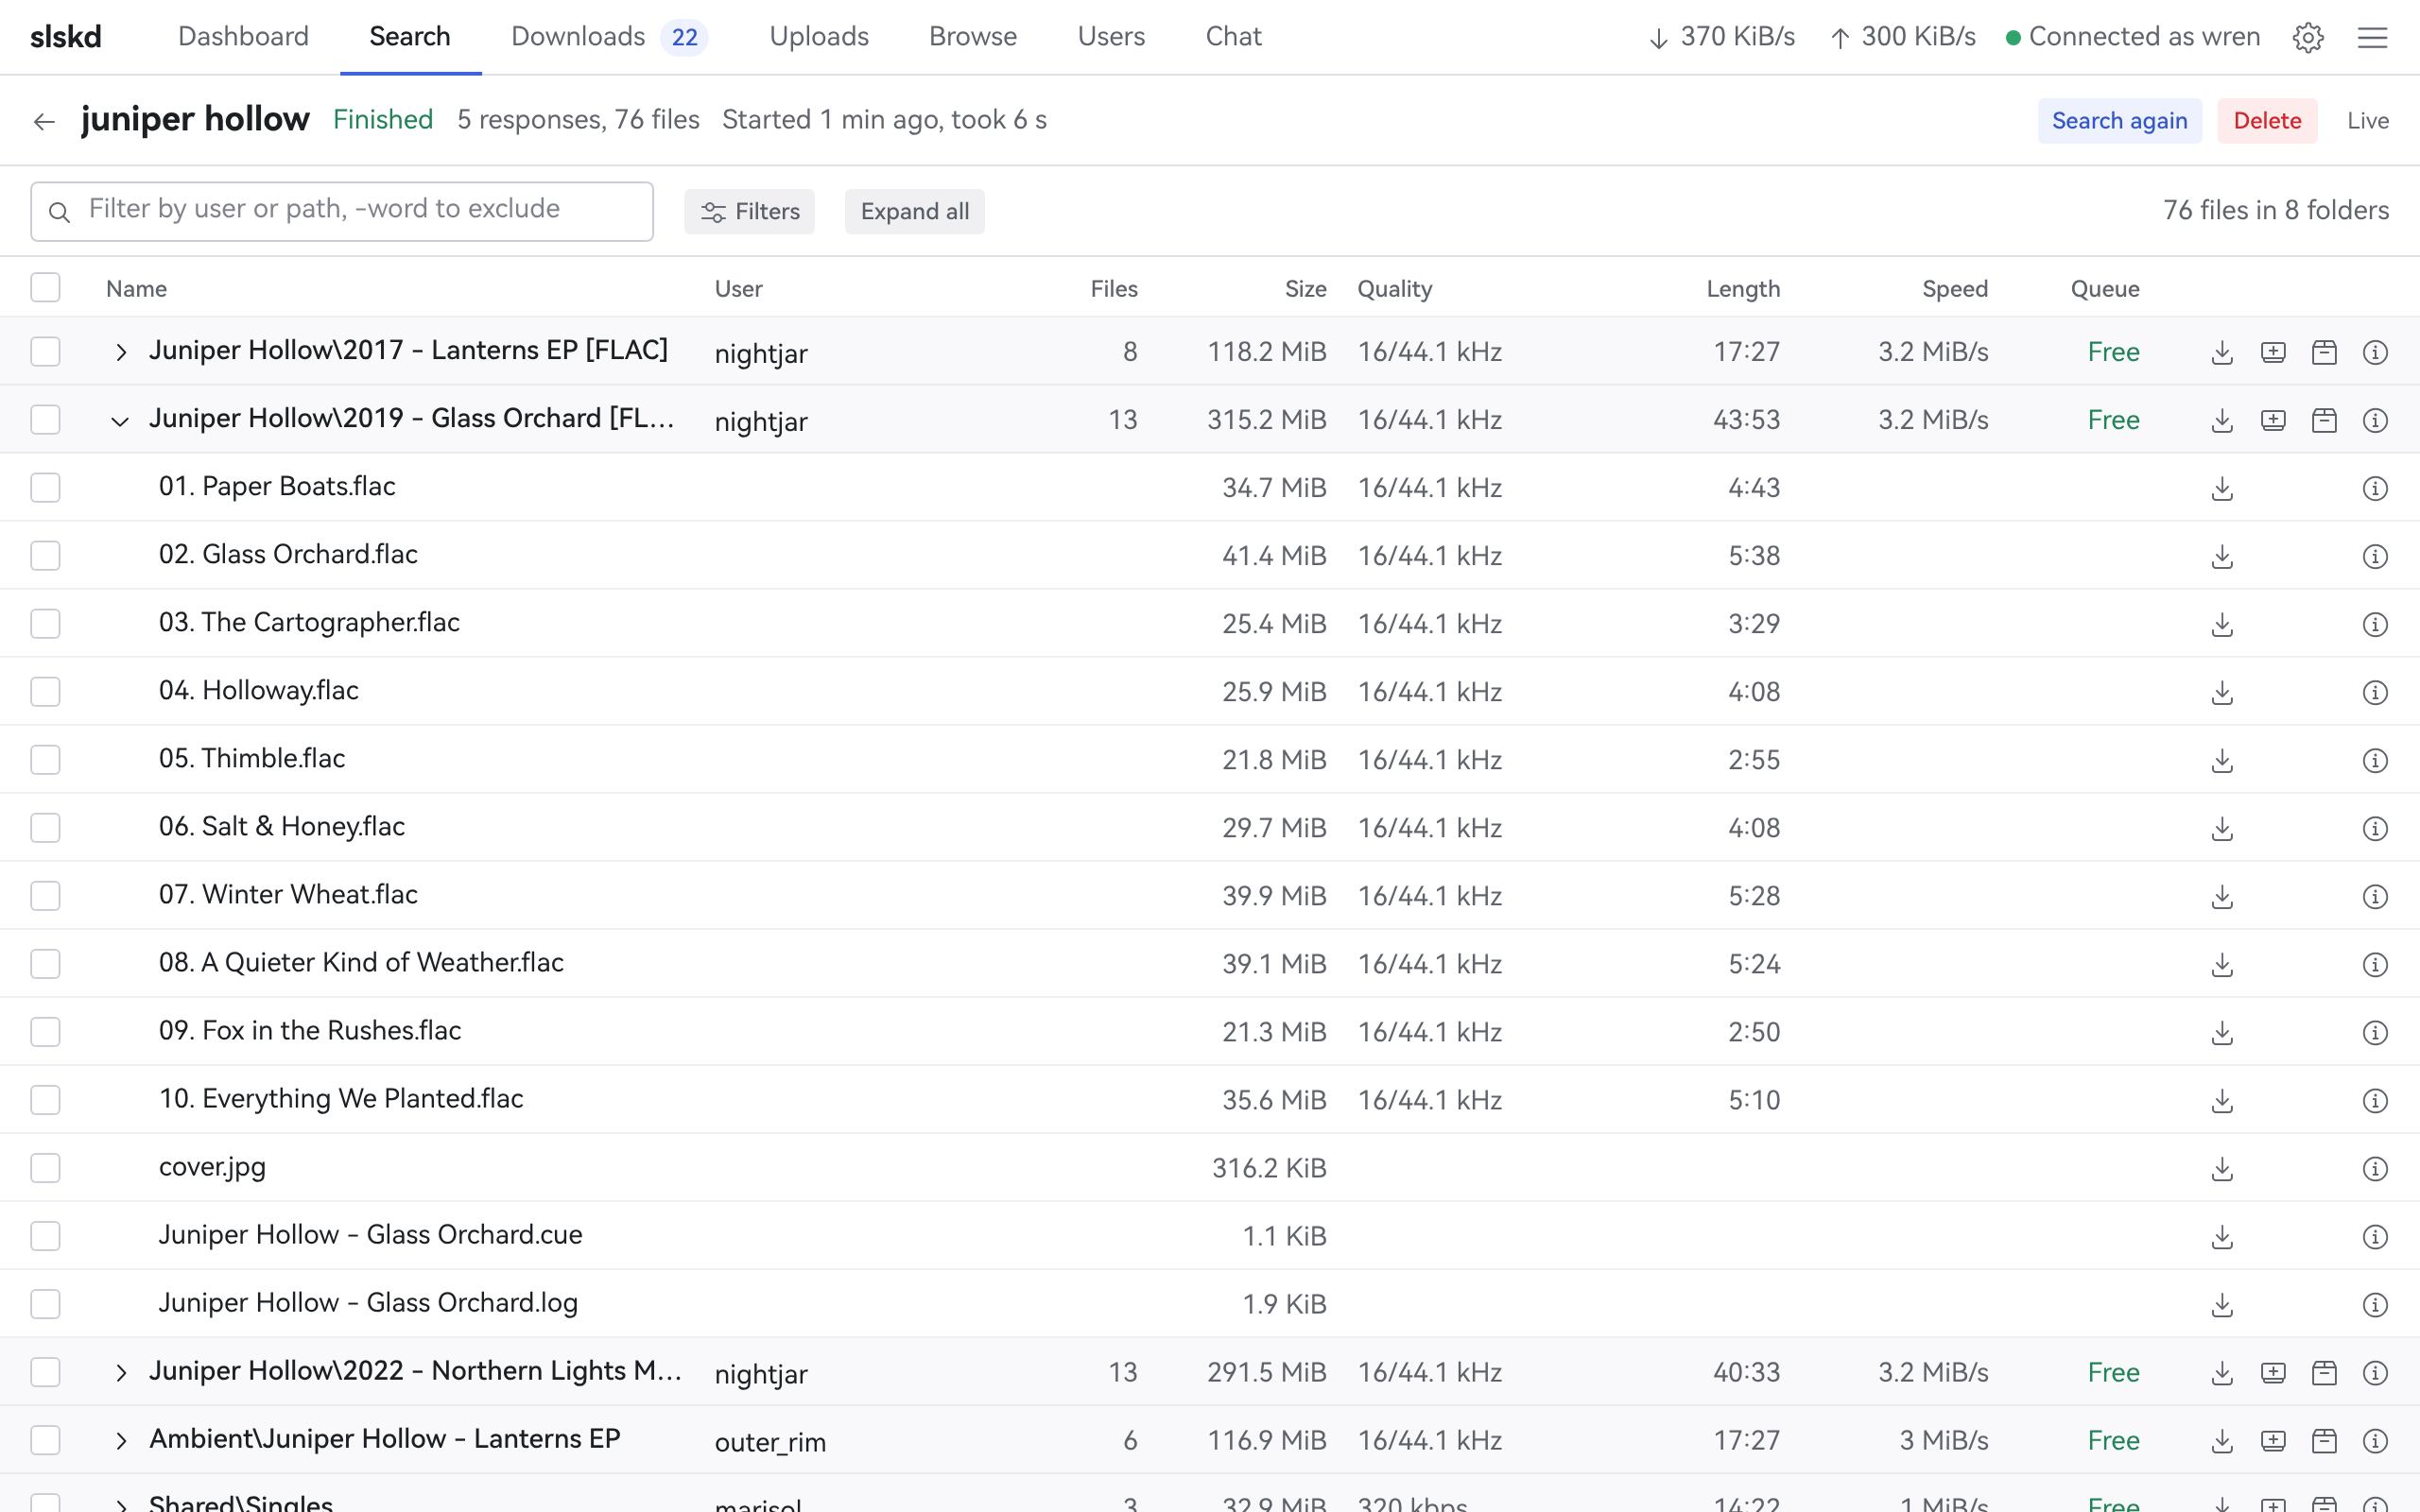 slskd Dashboard Search Downloads 22 Uploads Browse Users Chat 370 KiB/s 300 KiB/s Connected as wren
juniper hollow Finished 5 responses, 76 files Started 1 min ago, took 6 s Search again Delete Live
Filter by user or path, -word to exclude Filters Expand all 76 files in 8 folders
Name User Files Size Quality Length Speed Queue
Juniper Hollow\2017 - Lanterns EP [FLAC] nightjar 8 118.2 MiB 16/44.1 kHz 17:27 3.2 MiB/s Free
Juniper Hollow\2019 - Glass Orchard [FL... nightjar 13 315.2 MiB 16/44.1 kHz 43:53 3.2 MiB/s Free
01. Paper Boats.flac 34.7 MiB 16/44.1 kHz 4:43
02. Glass Orchard.flac 41.4 MiB 16/44.1 kHz 5:38
03. The Cartographer.flac 25.4 MiB 16/44.1 kHz 3:29
04. Holloway.flac 25.9 MiB 16/44.1 kHz 4:08
05. Thimble.flac 21.8 MiB 16/44.1 kHz 2:55
06. Salt & Honey.flac 29.7 MiB 16/44.1 kHz 4:08
07. Winter Wheat.flac 39.9 MiB 16/44.1 kHz 5:28
08. A Quieter Kind of Weather.flac 39.1 MiB 16/44.1 kHz 5:24
09. Fox in the Rushes.flac 21.3 MiB 16/44.1 kHz 2:50
10. Everything We Planted.flac 35.6 MiB 16/44.1 kHz 5:10
cover.jpg 316.2 KiB
Juniper Hollow - Glass Orchard.cue 1.1 KiB
Juniper Hollow - Glass Orchard.log 1.9 KiB
Juniper Hollow\2022 - Northern Lights M... nightjar 13 291.5 MiB 16/44.1 kHz 40:33 3.2 MiB/s Free
Ambient\Juniper Hollow - Lanterns EP outer_rim 6 116.9 MiB 16/44.1 kHz 17:27 3 MiB/s Free
Shared\Singles marisol 3 32.9 MiB 320 kbps 14:22 1 MiB/s Free